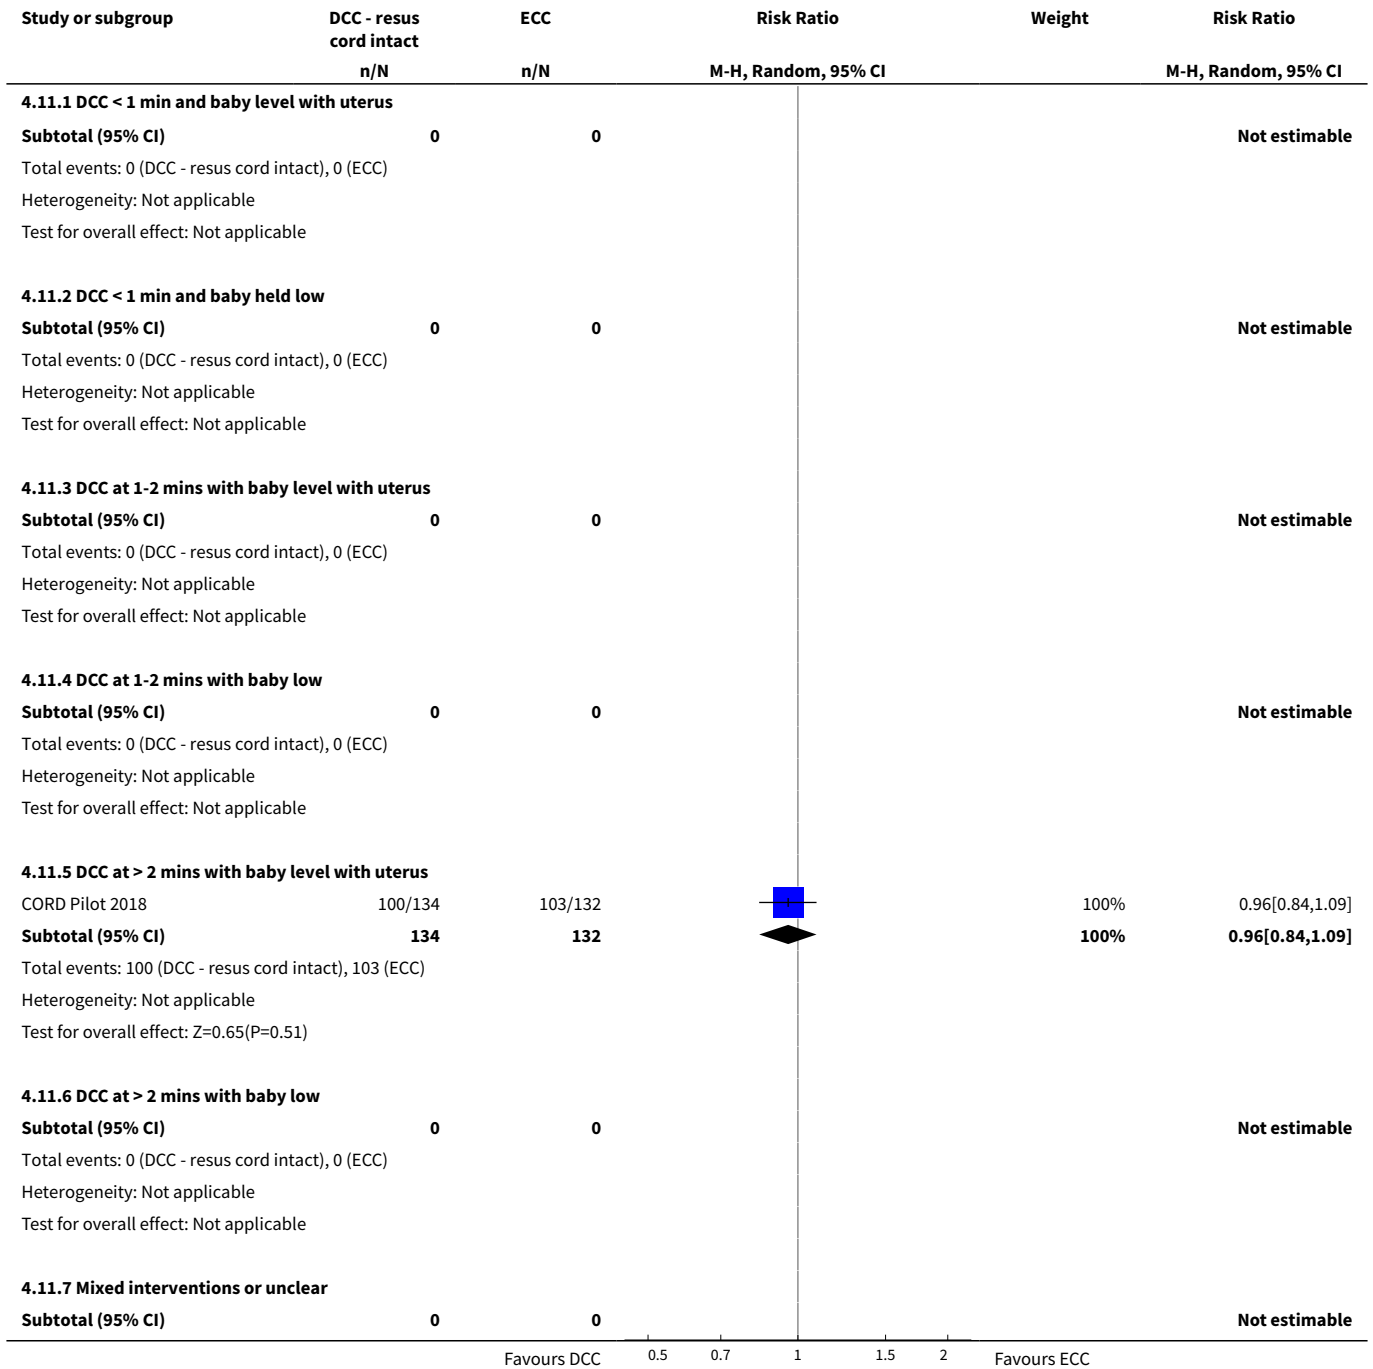 Study or subgroup DCC - resus cord intact ECC Risk Ratio Weight Risk Ratio
n/N n/N M-H, Random, 95% CI M-H, Random, 95% CI
4.11.1 DCC < 1 min and baby level with uterus
Subtotal (95% CI) 0 0 Not estimable
Total events: 0 (DCC - resus cord intact), 0 (ECC)
Heterogeneity: Not applicable
Test for overall effect: Not applicable
4.11.2 DCC < 1 min and baby held low
Subtotal (95% CI) 0 0 Not estimable
Total events: 0 (DCC - resus cord intact), 0 (ECC)
Heterogeneity: Not applicable
Test for overall effect: Not applicable
4.11.3 DCC at 1-2 mins with baby level with uterus
Subtotal (95% CI) 0 0 Not estimable
Total events: 0 (DCC - resus cord intact), 0 (ECC)
Heterogeneity: Not applicable
Test for overall effect: Not applicable
4.11.4 DCC at 1-2 mins with baby low
Subtotal (95% CI) 0 0 Not estimable
Total events: 0 (DCC - resus cord intact), 0 (ECC)
Heterogeneity: Not applicable
Test for overall effect: Not applicable
4.11.5 DCC at > 2 mins with baby level with uterus
CORD Pilot 2018 100/134 103/132 100% 0.96[0.84,1.09]
Subtotal (95% CI) 134 132 100% 0.96[0.84,1.09]
Total events: 100 (DCC - resus cord intact), 103 (ECC)
Heterogeneity: Not applicable
Test for overall effect: Z=0.65(P=0.51)
4.11.6 DCC at > 2 mins with baby low
Subtotal (95% CI) 0 0 Not estimable
Total events: 0 (DCC - resus cord intact), 0 (ECC)
Heterogeneity: Not applicable
Test for overall effect: Not applicable
4.11.7 Mixed interventions or unclear
Subtotal (95% CI) 0 0 Not estimable
Favours DCC 0.5 0.7 1 1.5 2 Favours ECC